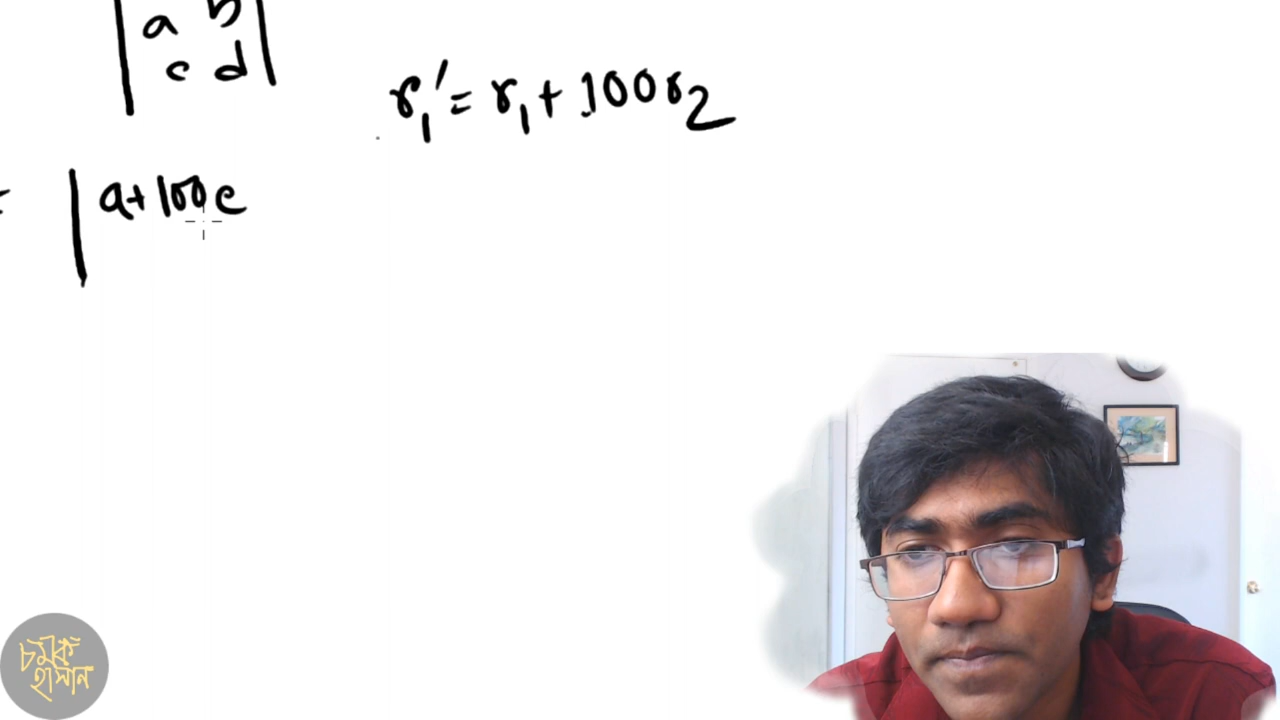 a b
c d
r₁' = r₁ + 100r₂
= | a+100c
চমক
হাসান